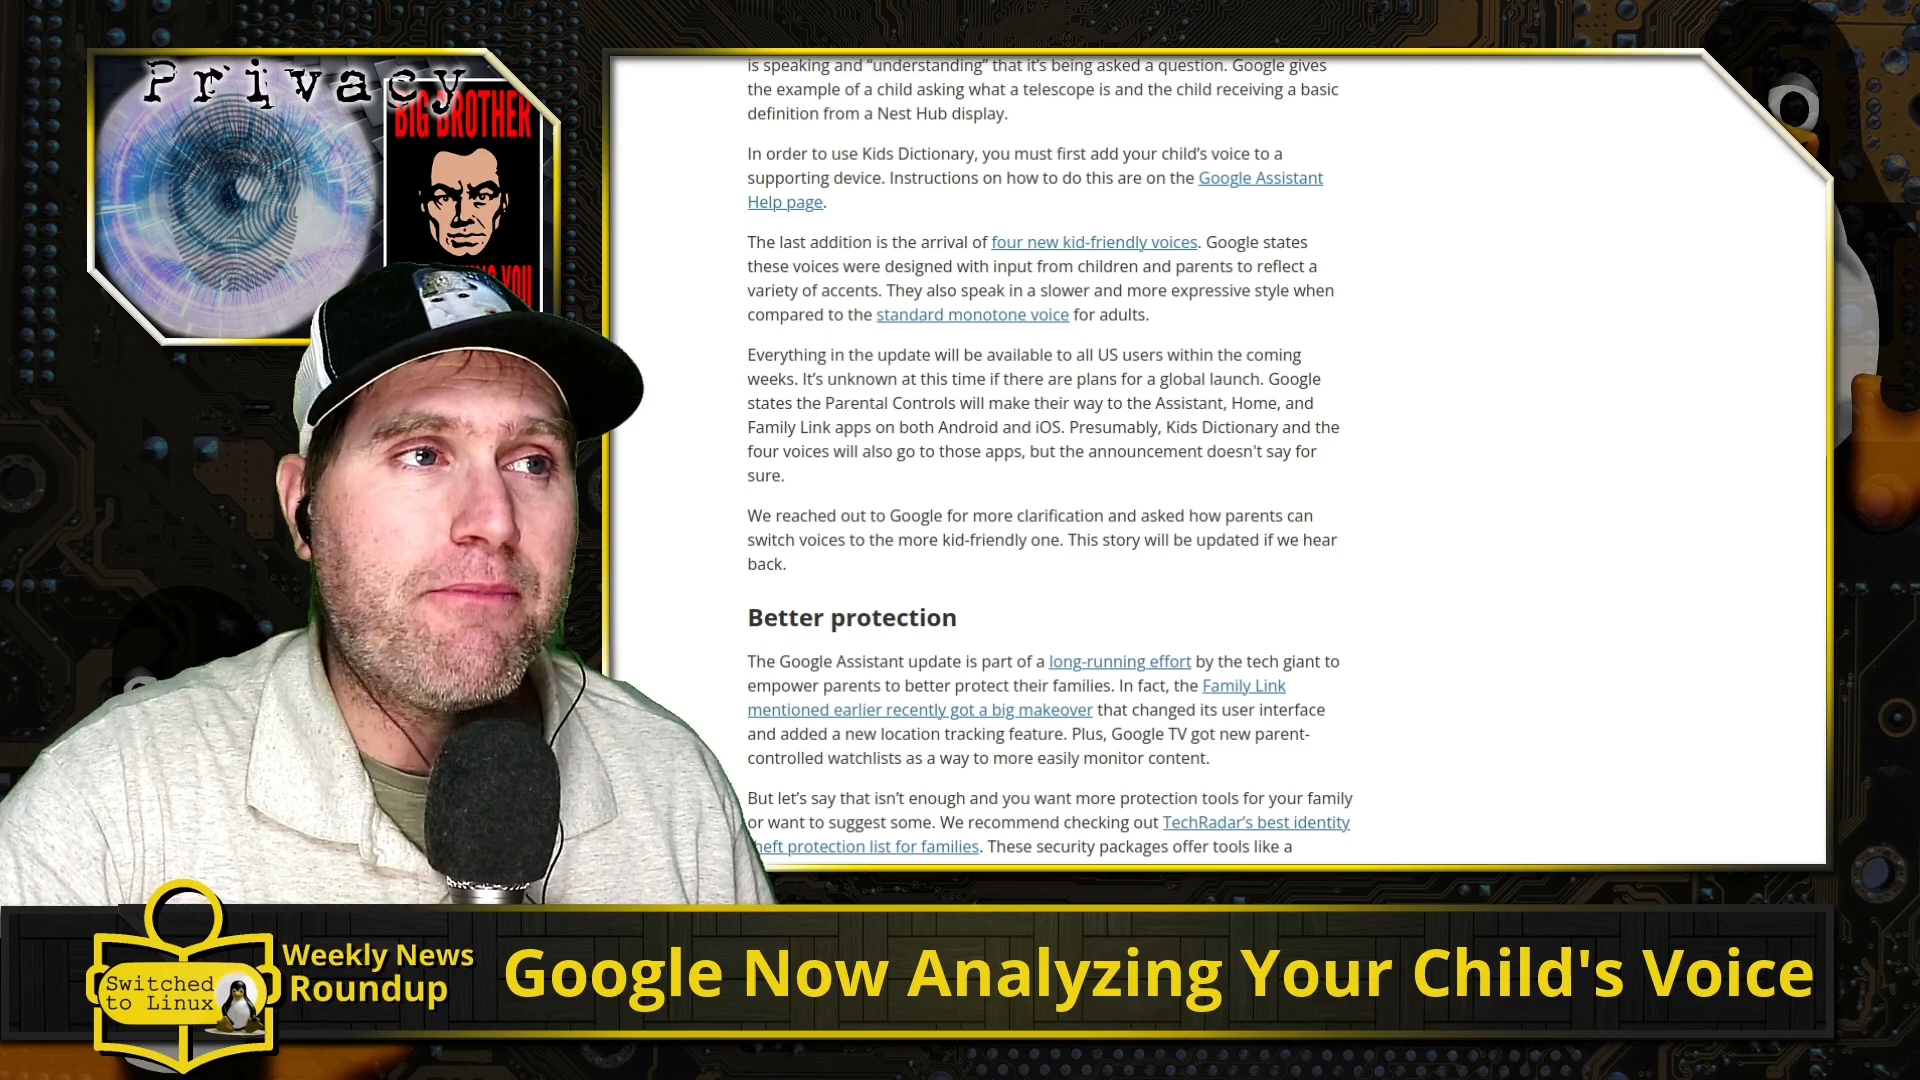 Privacy
BIG BROTHER
YOU
is speaking and “understanding” that it’s being asked a question. Google gives
the example of a child asking what a telescope is and the child receiving a basic
definition from a Nest Hub display.
In order to use Kids Dictionary, you must first add your child’s voice to a
supporting device. Instructions on how to do this are on the Google Assistant
Help page.
The last addition is the arrival of four new kid-friendly voices. Google states
these voices were designed with input from children and parents to reflect a
variety of accents. They also speak in a slower and more expressive style when
compared to the standard monotone voice for adults.
Everything in the update will be available to all US users within the coming
weeks. It’s unknown at this time if there are plans for a global launch. Google
states the Parental Controls will make their way to the Assistant, Home, and
Family Link apps on both Android and iOS. Presumably, Kids Dictionary and the
four voices will also go to those apps, but the announcement doesn't say for
sure.
We reached out to Google for more clarification and asked how parents can
switch voices to the more kid-friendly one. This story will be updated if we hear
back.
Better protection
The Google Assistant update is part of a long-running effort by the tech giant to
empower parents to better protect their families. In fact, the Family Link
mentioned earlier recently got a big makeover that changed its user interface
and added a new location tracking feature. Plus, Google TV got new parent-
controlled watchlists as a way to more easily monitor content.
But let’s say that isn’t enough and you want more protection tools for your family
or want to suggest some. We recommend checking out TechRadar’s best identity
heft protection list for families. These security packages offer tools like a
Switched
to Linux
Weekly News
Roundup
Google Now Analyzing Your Child's Voice